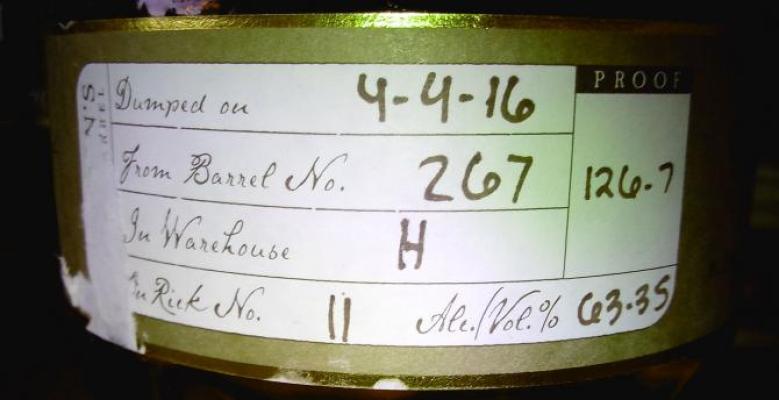 Dumped on 4-4-16
PROOF
From Barrel No. 267
126.7
In Warehouse H
In Rick No. 11 Alc./Vol.% 63.35